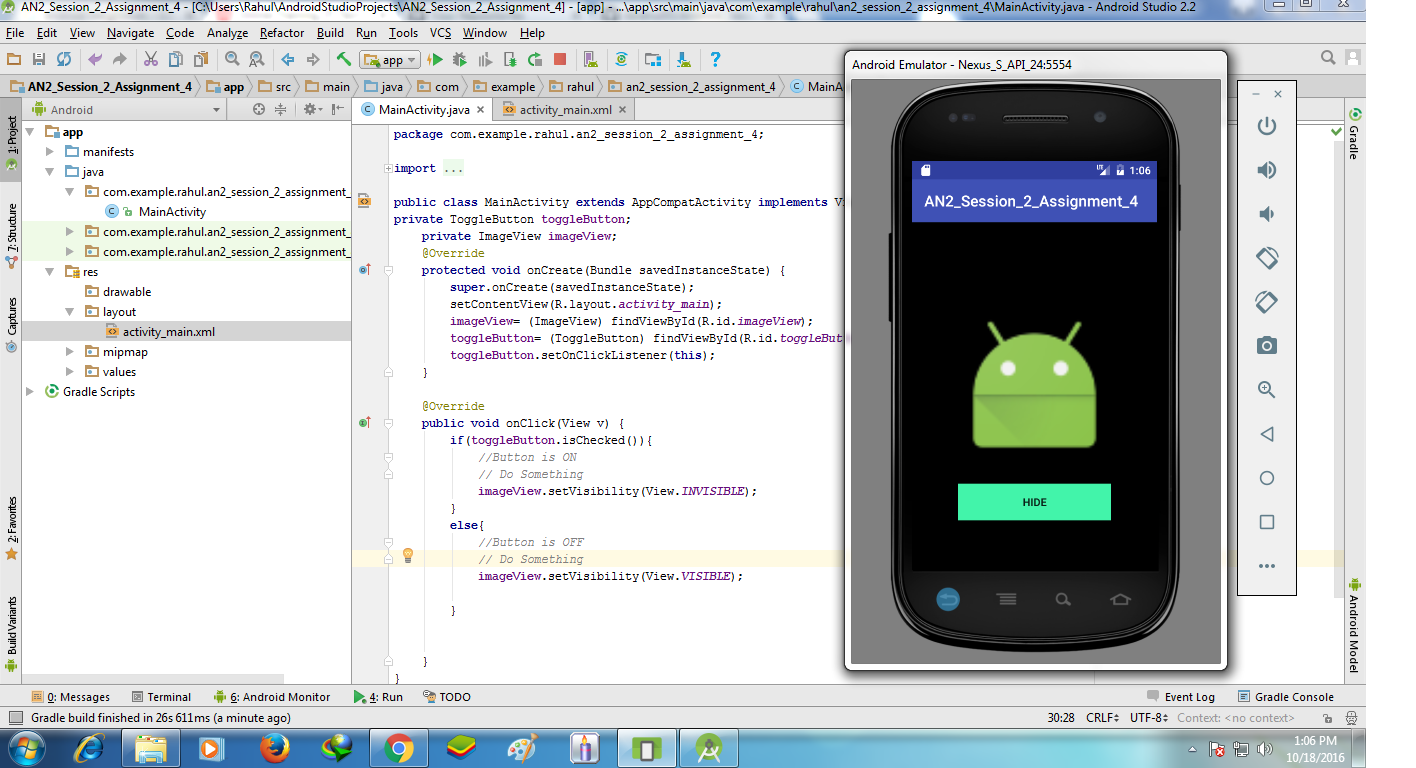 AN2_Session_2_Assignment_4 - [C:\Users\Rahul\AndroidStudioProjects\AN2_Session_2_Assignment_4] - [app] - ...\app\src\main\java\com\example\rahul\an2_session_2_assignment_4\MainActivity.java - Android Studio 2.2
File Edit View Navigate Code Analyze Refactor Build Run Tools VCS Window Help
app
AN2_Session_2_Assignment_4 app src main java com example rahul an2_session_2_assignment_4 MainA
Android
MainActivity.java activity_main.xml
1: Project
7: Structure
Captures
2: Favorites
Build Variants
app
manifests
java
com.example.rahul.an2_session_2_assignment_
MainActivity
com.example.rahul.an2_session_2_assignment_
com.example.rahul.an2_session_2_assignment_
res
drawable
layout
activity_main.xml
mipmap
values
Gradle Scripts
package com.example.rahul.an2_session_2_assignment_4;
import ...
public class MainActivity extends AppCompatActivity implements Vi
private ToggleButton toggleButton;
private ImageView imageView;
@Override
protected void onCreate(Bundle savedInstanceState) {
super.onCreate(savedInstanceState);
setContentView(R.layout.activity_main);
imageView= (ImageView) findViewById(R.id.imageView);
toggleButton= (ToggleButton) findViewById(R.id.toggleBut
toggleButton.setOnClickListener(this);
}
@Override
public void onClick(View v) {
if(toggleButton.isChecked()){
//Button is ON
// Do Something
imageView.setVisibility(View.INVISIBLE);
}
else{
//Button is OFF
// Do Something
imageView.setVisibility(View.VISIBLE);
}
}
}
Android Emulator - Nexus_S_API_24:5554
LTE 1:06
AN2_Session_2_Assignment_4
HIDE
Gradle
Android Model
0: Messages Terminal 6: Android Monitor 4: Run TODO Event Log Gradle Console
Gradle build finished in 26s 611ms (a minute ago) 30:28 CRLF UTF-8 Context: <no context>
1:06 PM
10/18/2016